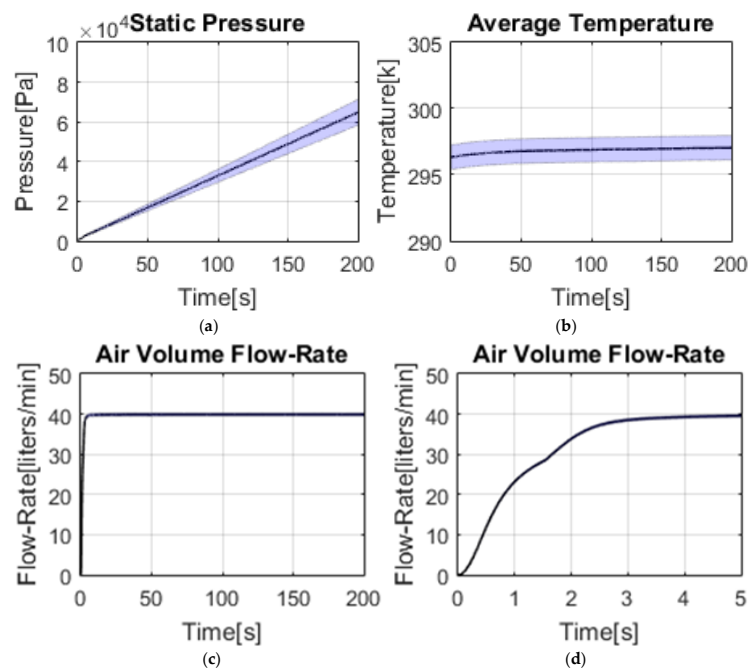 × 10⁴ Static Pressure
Pressure[Pa]
10
8
6
4
2
0
0 50 100 150 200
Time[s]
(a)
Average Temperature
Temperature[k]
305
300
295
290
0 50 100 150 200
Time[s]
(b)
Air Volume Flow-Rate
Flow-Rate[liters/min]
50
40
30
20
10
0
0 50 100 150 200
Time[s]
(c)
Air Volume Flow-Rate
Flow-Rate[liters/min]
50
40
30
20
10
0
0 1 2 3 4 5
Time[s]
(d)